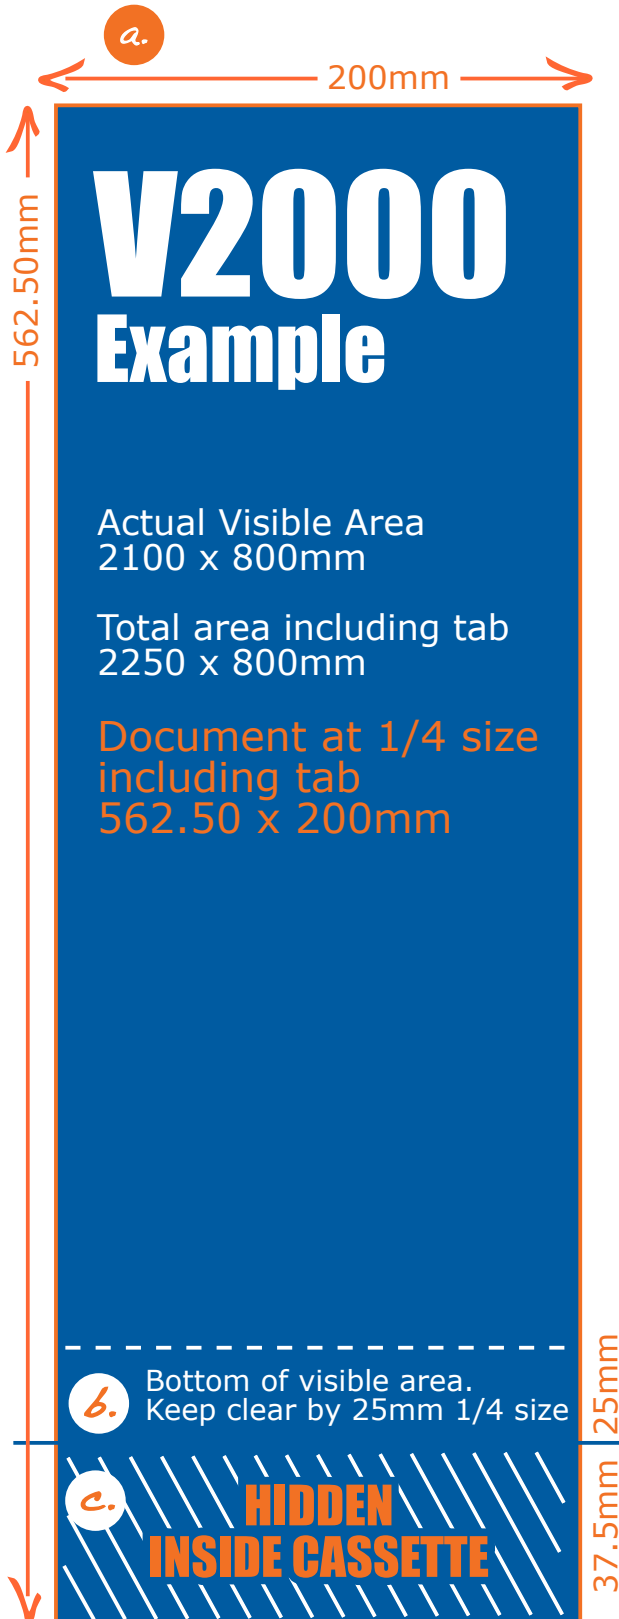 a.
200mm
562.50mm
V2000
Example
Actual Visible Area
2100 x 800mm
Total area including tab
2250 x 800mm
Document at 1/4 size
including tab
562.50 x 200mm
b.
Bottom of visible area.
Keep clear by 25mm 1/4 size
25mm
c.
HIDDEN
INSIDE CASSETTE
37.5mm